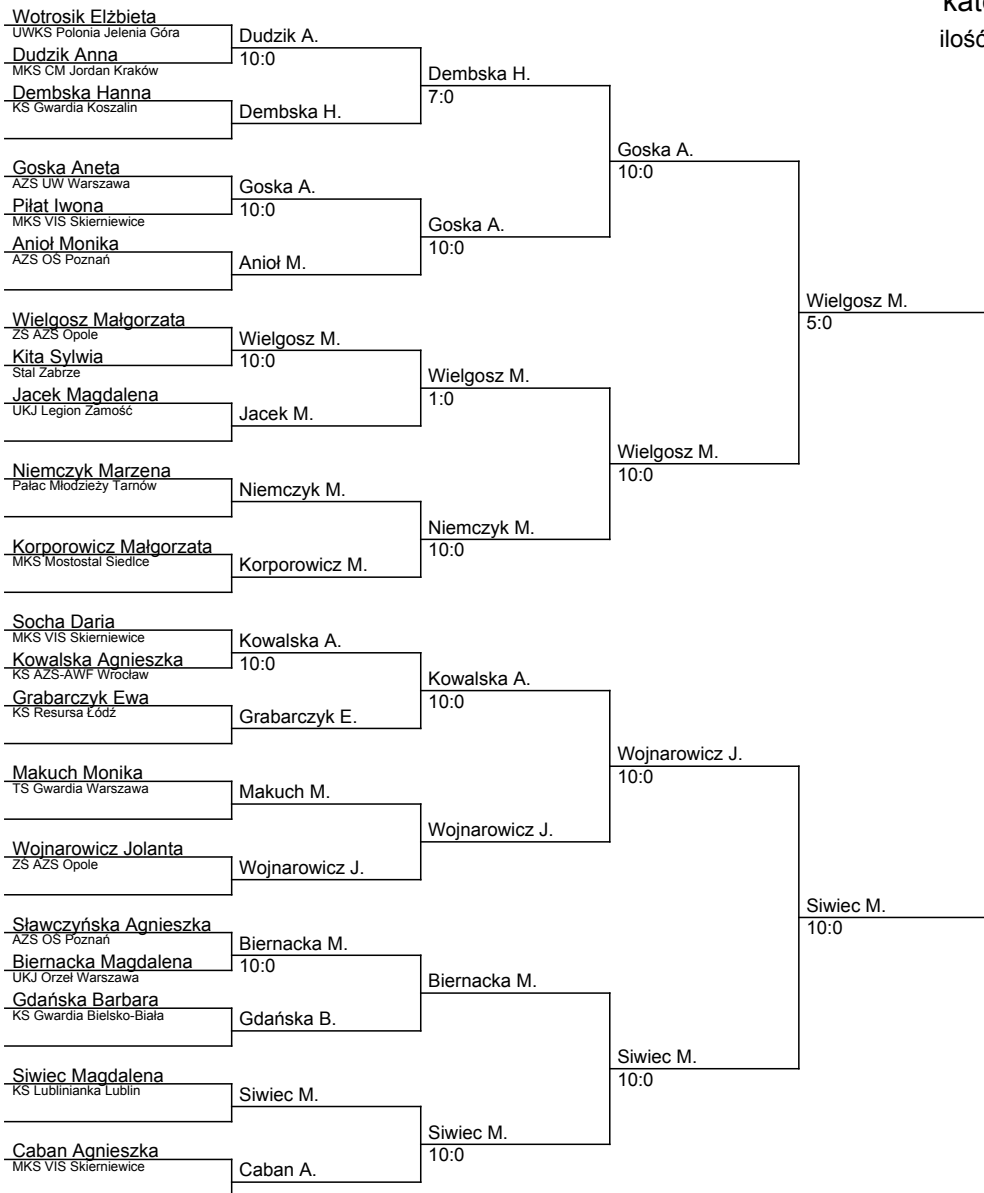 kat
ilość
Wotrosik Elżbieta
UWKS Polonia Jelenia Góra
Dudzik Anna
MKS CM Jordan Kraków
Dembska Hanna
KS Gwardia Koszalin
Goska Aneta
AZS UW Warszawa
Piłat Iwona
MKS VIS Skierniewice
Anioł Monika
AZS OŚ Poznań
Wielgosz Małgorzata
ZŚ AZS Opole
Kita Sylwia
Stal Zabrze
Jacek Magdalena
UKJ Legion Zamość
Niemczyk Marzena
Pałac Młodzieży Tarnów
Korporowicz Małgorzata
MKS Mostostal Siedlce
Socha Daria
MKS VIS Skierniewice
Kowalska Agnieszka
KS AZS-AWF Wrocław
Grabarczyk Ewa
KS Resursa Łódź
Makuch Monika
TS Gwardia Warszawa
Wojnarowicz Jolanta
ZŚ AZS Opole
Sławczyńska Agnieszka
AZS OŚ Poznań
Biernacka Magdalena
UKJ Orzeł Warszawa
Gdańska Barbara
KS Gwardia Bielsko-Biała
Siwiec Magdalena
KS Lublinianka Lublin
Caban Agnieszka
MKS VIS Skierniewice
Dudzik A.
10:0
Dembska H.
Goska A.
10:0
Anioł M.
Wielgosz M.
10:0
Jacek M.
Niemczyk M.
Korporowicz M.
Kowalska A.
10:0
Grabarczyk E.
Makuch M.
Wojnarowicz J.
Biernacka M.
10:0
Gdańska B.
Siwiec M.
Caban A.
Dembska H.
7:0
Goska A.
10:0
Wielgosz M.
1:0
Niemczyk M.
10:0
Kowalska A.
10:0
Wojnarowicz J.
Biernacka M.
Siwiec M.
10:0
Goska A.
10:0
Wielgosz M.
10:0
Wojnarowicz J.
10:0
Siwiec M.
10:0
Wielgosz M.
5:0
Siwiec M.
10:0